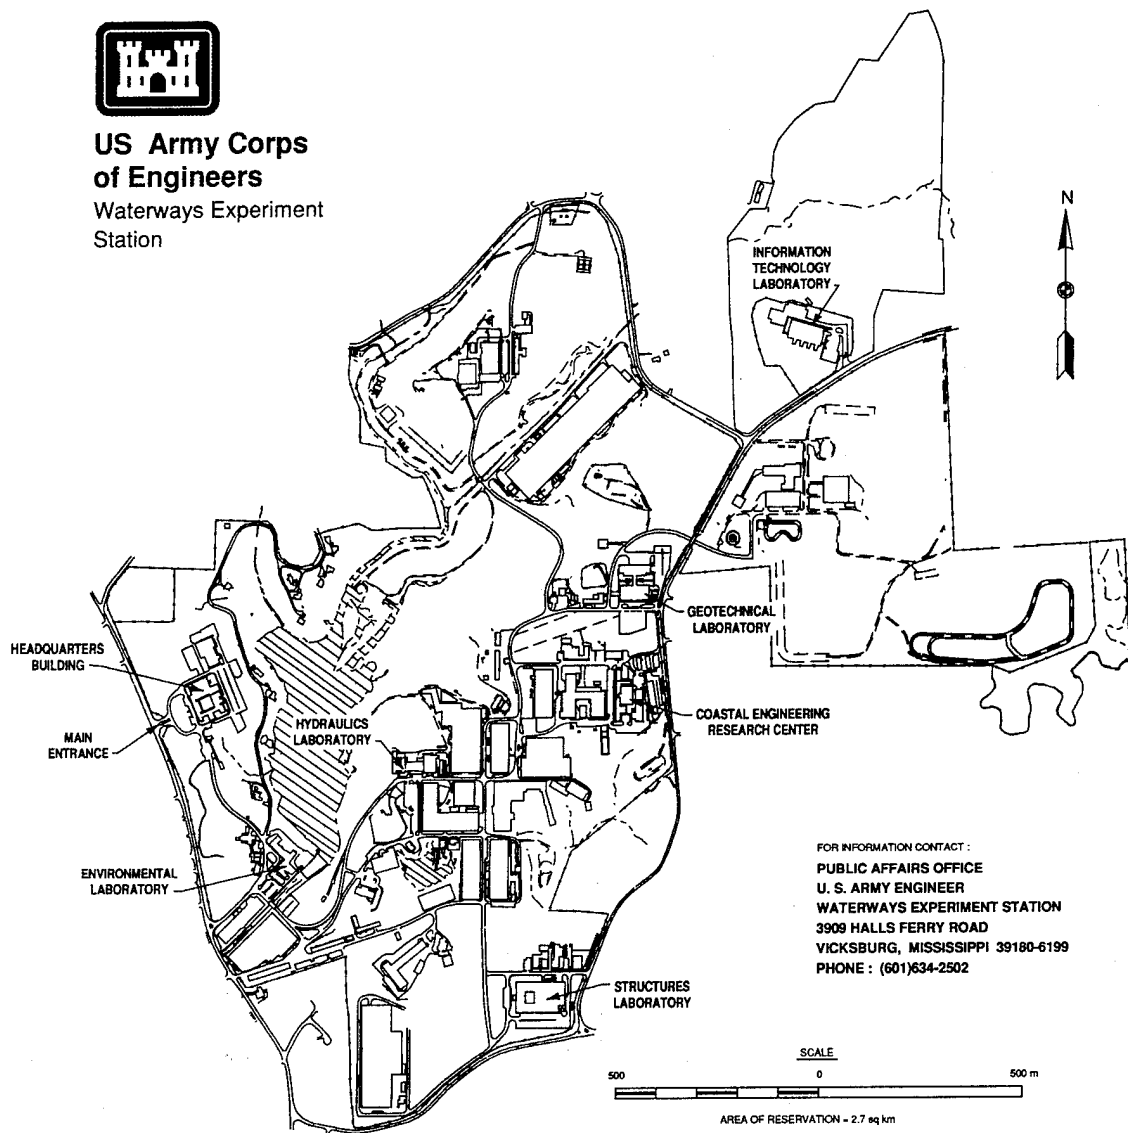 US Army Corps
of Engineers
Waterways Experiment
Station
N
INFORMATION
TECHNOLOGY
LABORATORY
GEOTECHNICAL
LABORATORY
HEADQUARTERS
BUILDING
MAIN
ENTRANCE
HYDRAULICS
LABORATORY
COASTAL ENGINEERING
RESEARCH CENTER
ENVIRONMENTAL
LABORATORY
STRUCTURES
LABORATORY
FOR INFORMATION CONTACT :
PUBLIC AFFAIRS OFFICE
U. S. ARMY ENGINEER
WATERWAYS EXPERIMENT STATION
3909 HALLS FERRY ROAD
VICKSBURG, MISSISSIPPI 39180-6199
PHONE : (601)634-2502
SCALE
500 0 500 m
AREA OF RESERVATION = 2.7 sq km